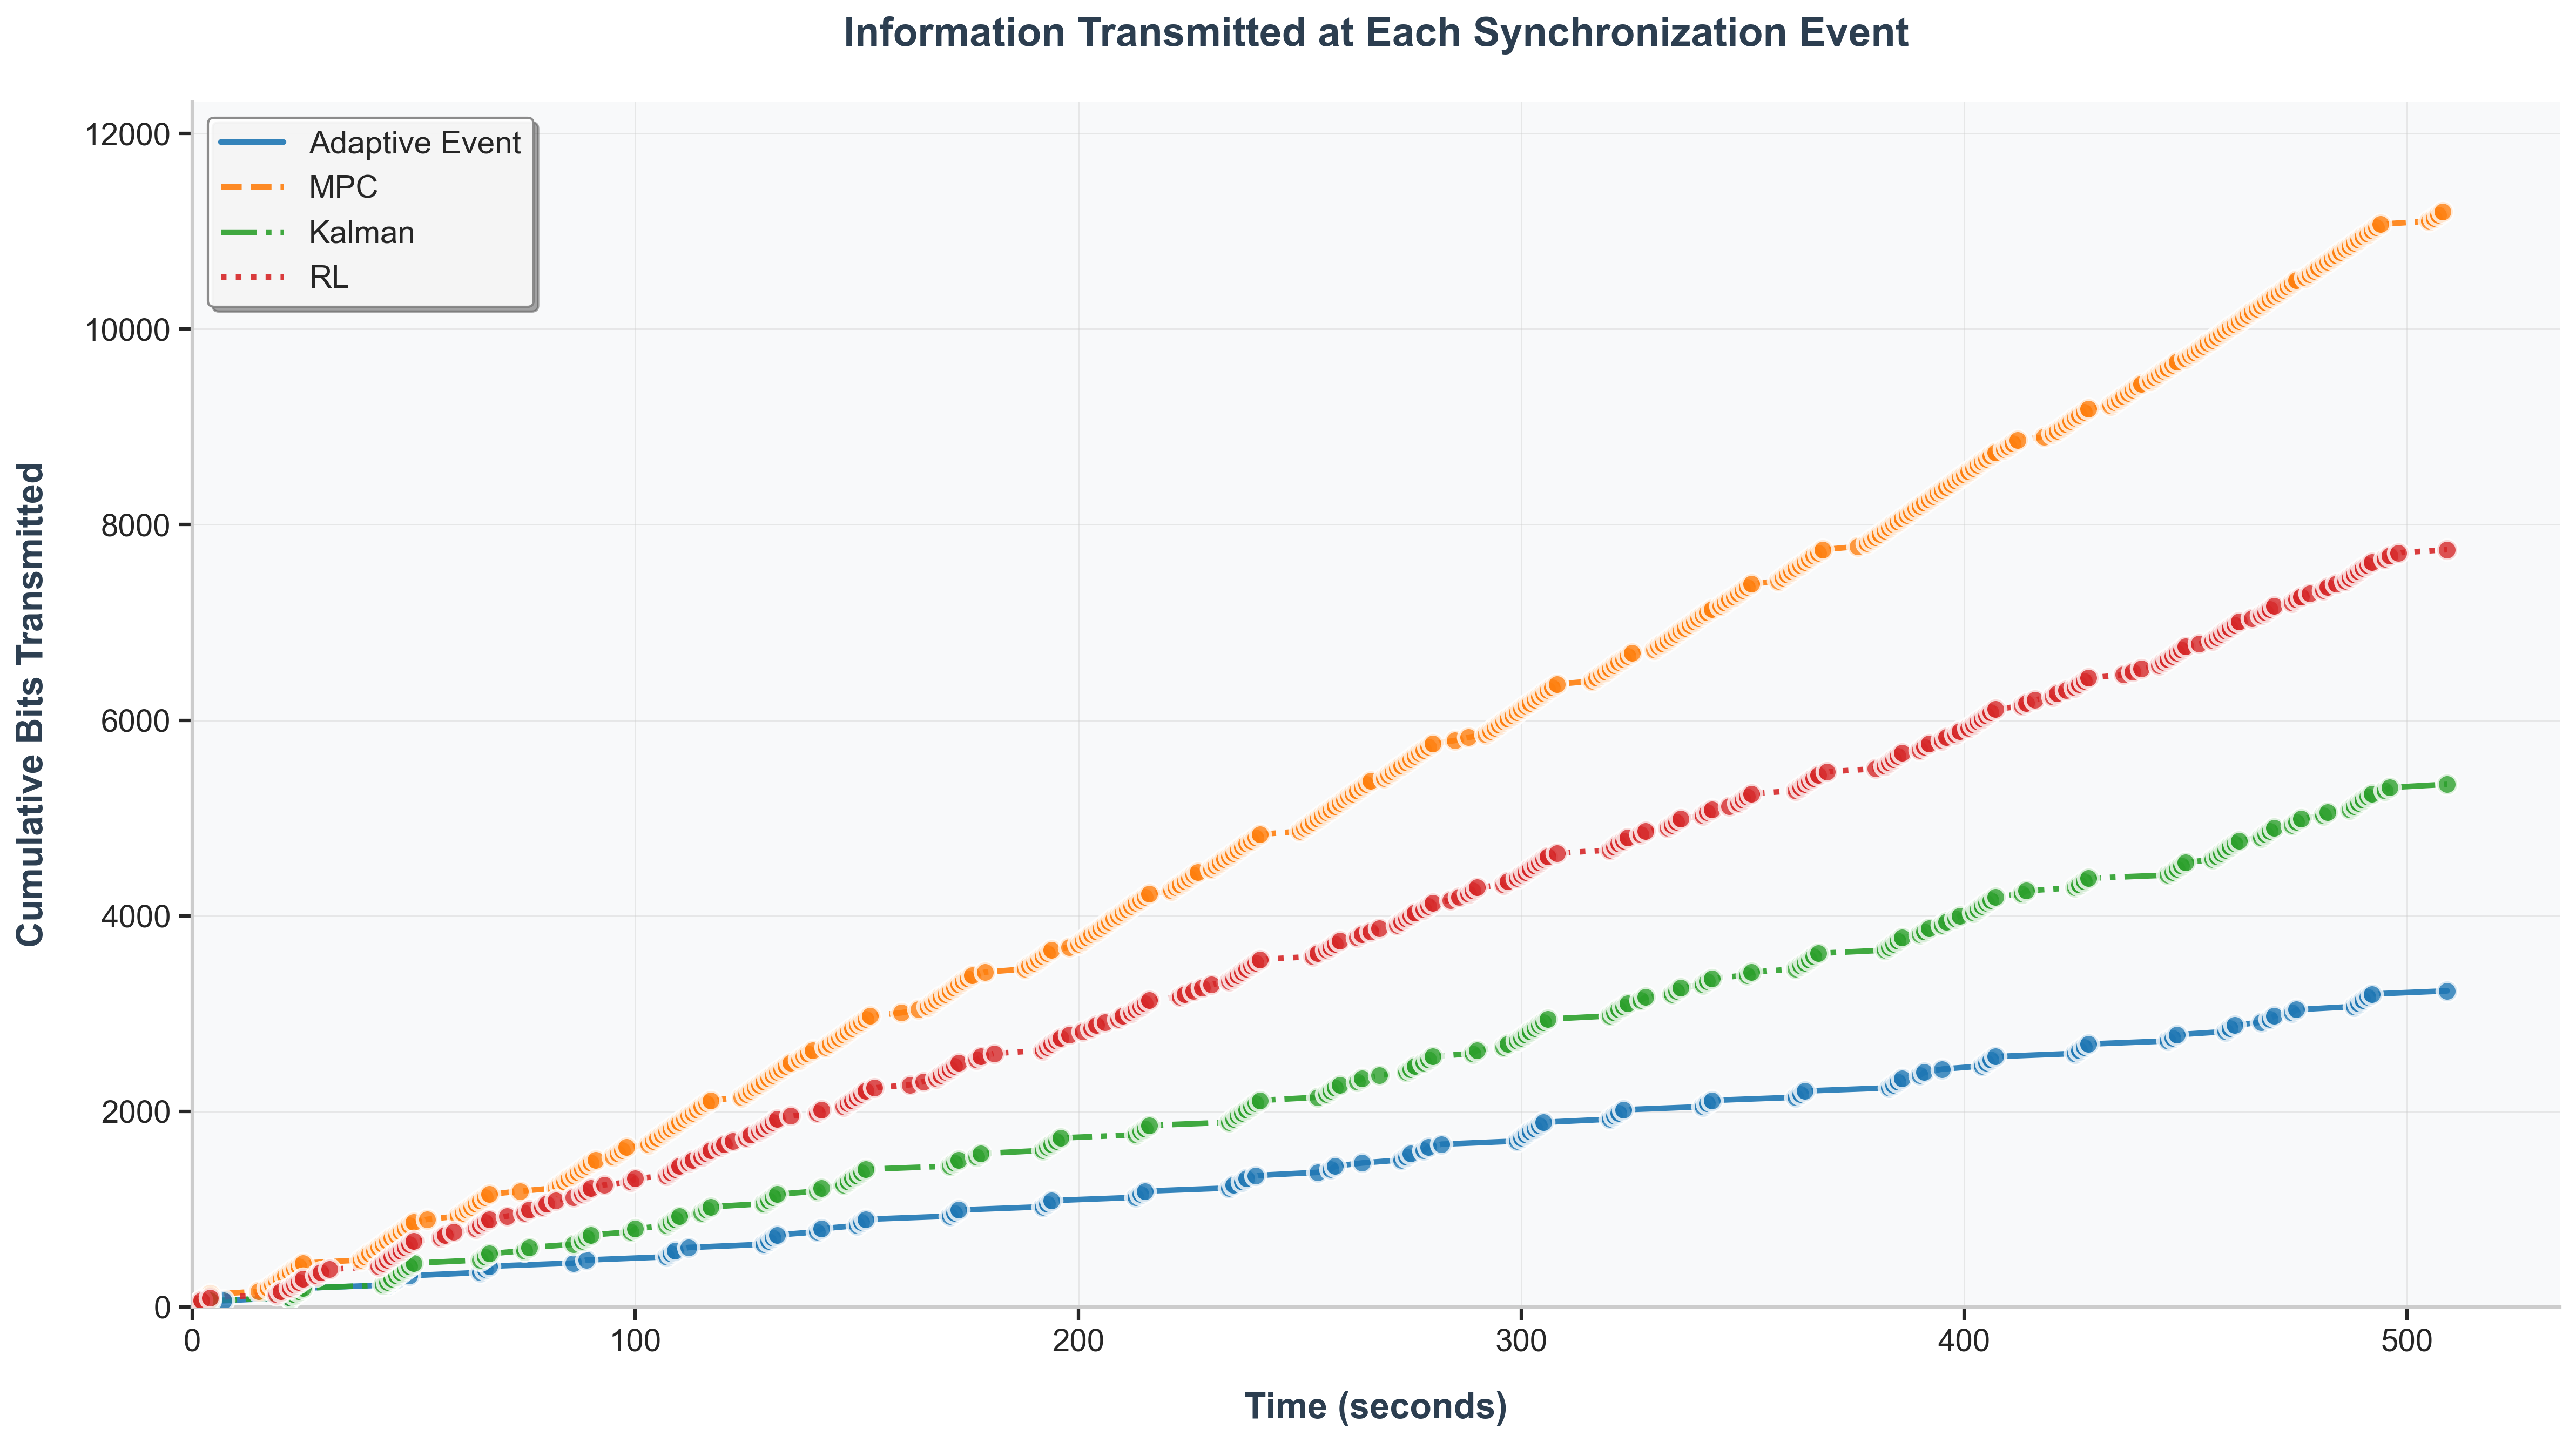 Information Transmitted at Each Synchronization Event
Adaptive Event
MPC
Kalman
RL
Cumulative Bits Transmitted
12000
10000
8000
6000
4000
2000
0
0 100 200 300 400 500
Time (seconds)